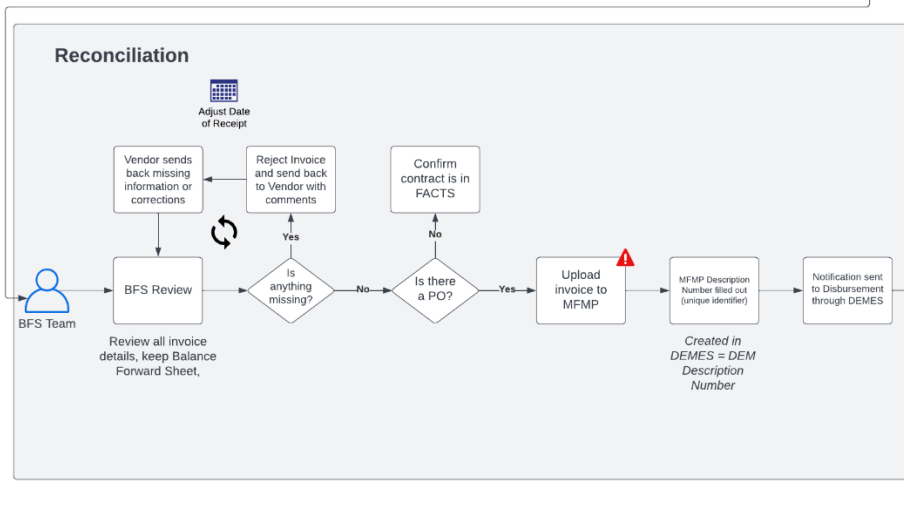 Reconciliation
Adjust Date
of Receipt
Vendor sends
back missing
information or
corrections
Reject Invoice
and send back
to Vendor with
comments
Confirm
contract is in
FACTS
Yes
No
BFS Team
BFS Review
Is
anything
missing?
No
Is there
a PO?
Yes
Upload
invoice to
MFMP
MFMP Description
Number filled out
(unique identifier)
Notification sent
to Disbursement
through DEMES
Review all invoice
details, keep Balance
Forward Sheet,
Created in
DEMES = DEM
Description
Number